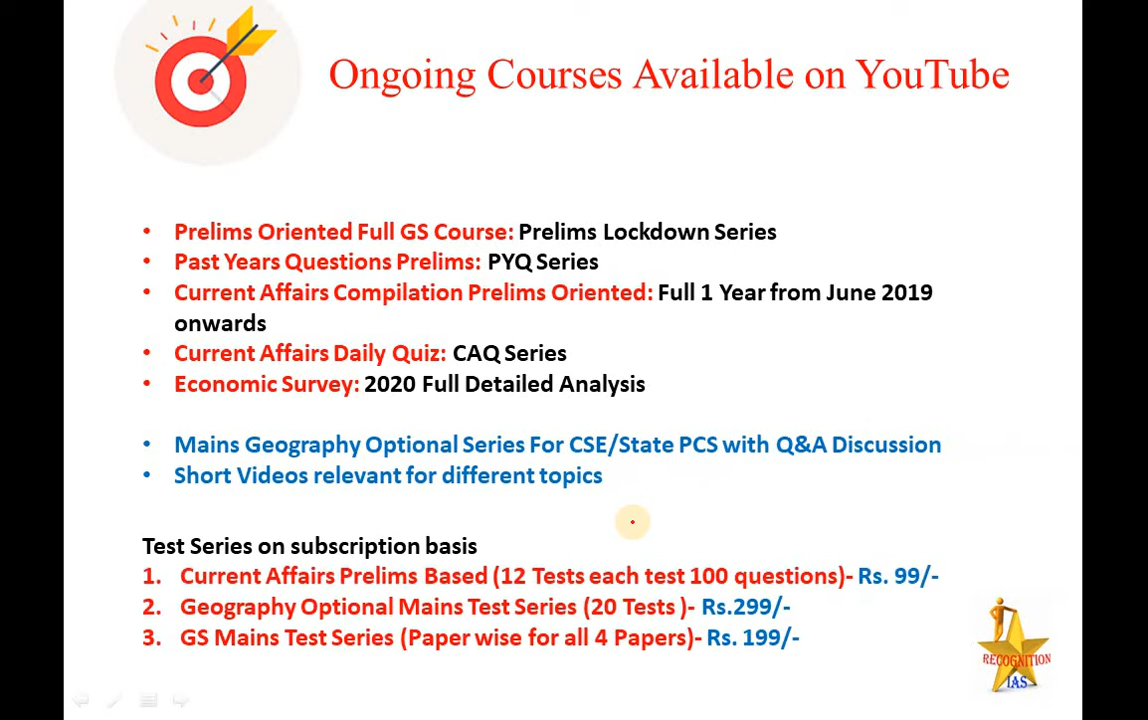 Ongoing Courses Available on YouTube
• Prelims Oriented Full GS Course: Prelims Lockdown Series
• Past Years Questions Prelims: PYQ Series
• Current Affairs Compilation Prelims Oriented: Full 1 Year from June 2019
onwards
• Current Affairs Daily Quiz: CAQ Series
• Economic Survey: 2020 Full Detailed Analysis
• Mains Geography Optional Series For CSE/State PCS with Q&A Discussion
• Short Videos relevant for different topics
Test Series on subscription basis
1. Current Affairs Prelims Based (12 Tests each test 100 questions)- Rs. 99/-
2. Geography Optional Mains Test Series (20 Tests )- Rs.299/-
3. GS Mains Test Series (Paper wise for all 4 Papers)- Rs. 199/-
RECOGNITION
IAS